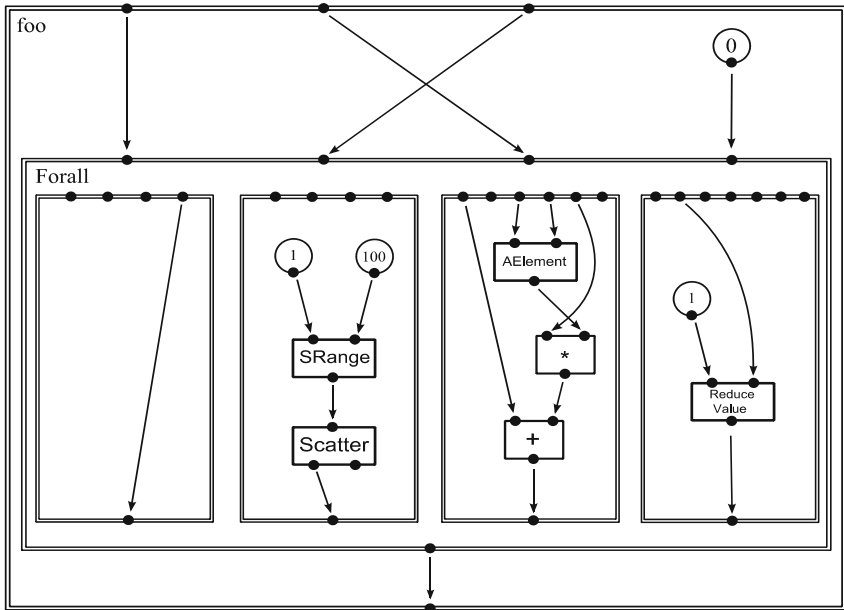 foo
0
Forall
1
100
SRange
Scatter
AElement
*
+
1
Reduce
Value